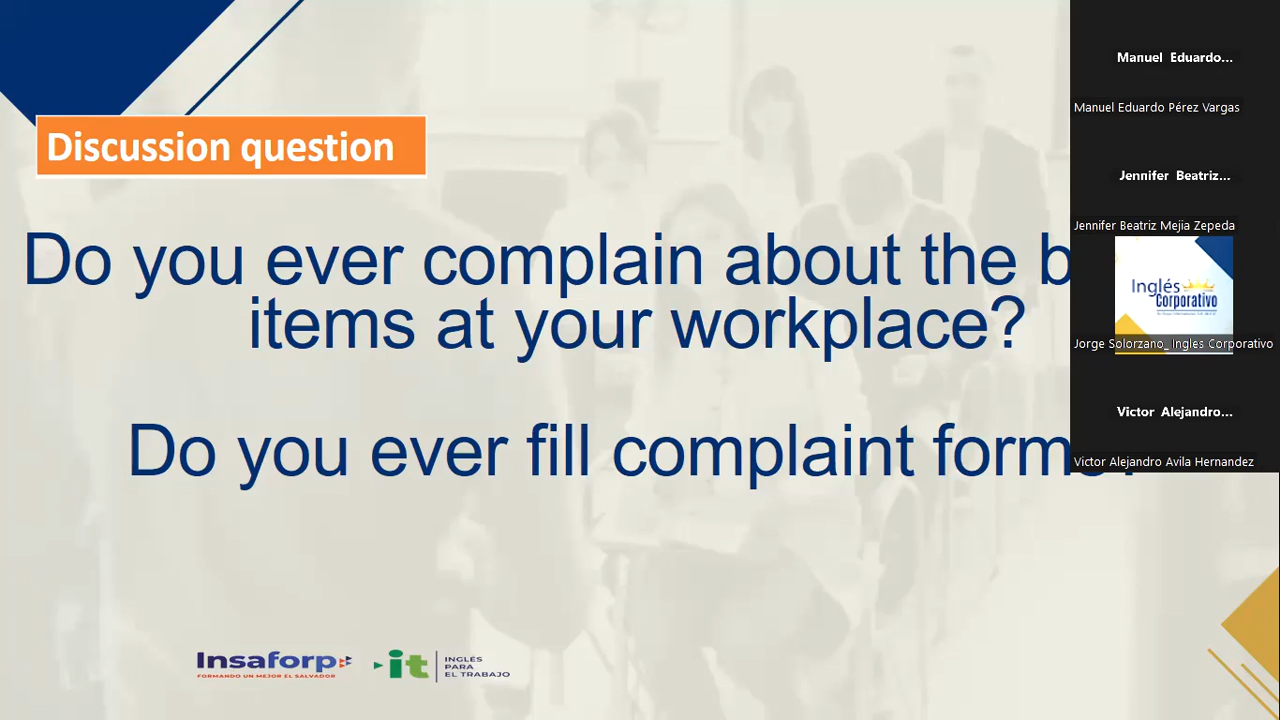 Discussion question
Do you ever complain about the
items at your workplace?
Do you ever fill complaint
Insaforp
FORMANDO UN MEJOR EL SALVADOR
it
INGLÉS
PARA
EL TRABAJO
Manuel Eduardo...
Manuel Eduardo Pérez Vargas
Jennifer Beatriz...
Jennifer Beatriz Mejia Zepeda
Inglés
Corporativo
Jorge Solorzano_ Ingles Corporativo
Victor Alejandro...
Victor Alejandro Avila Hernandez